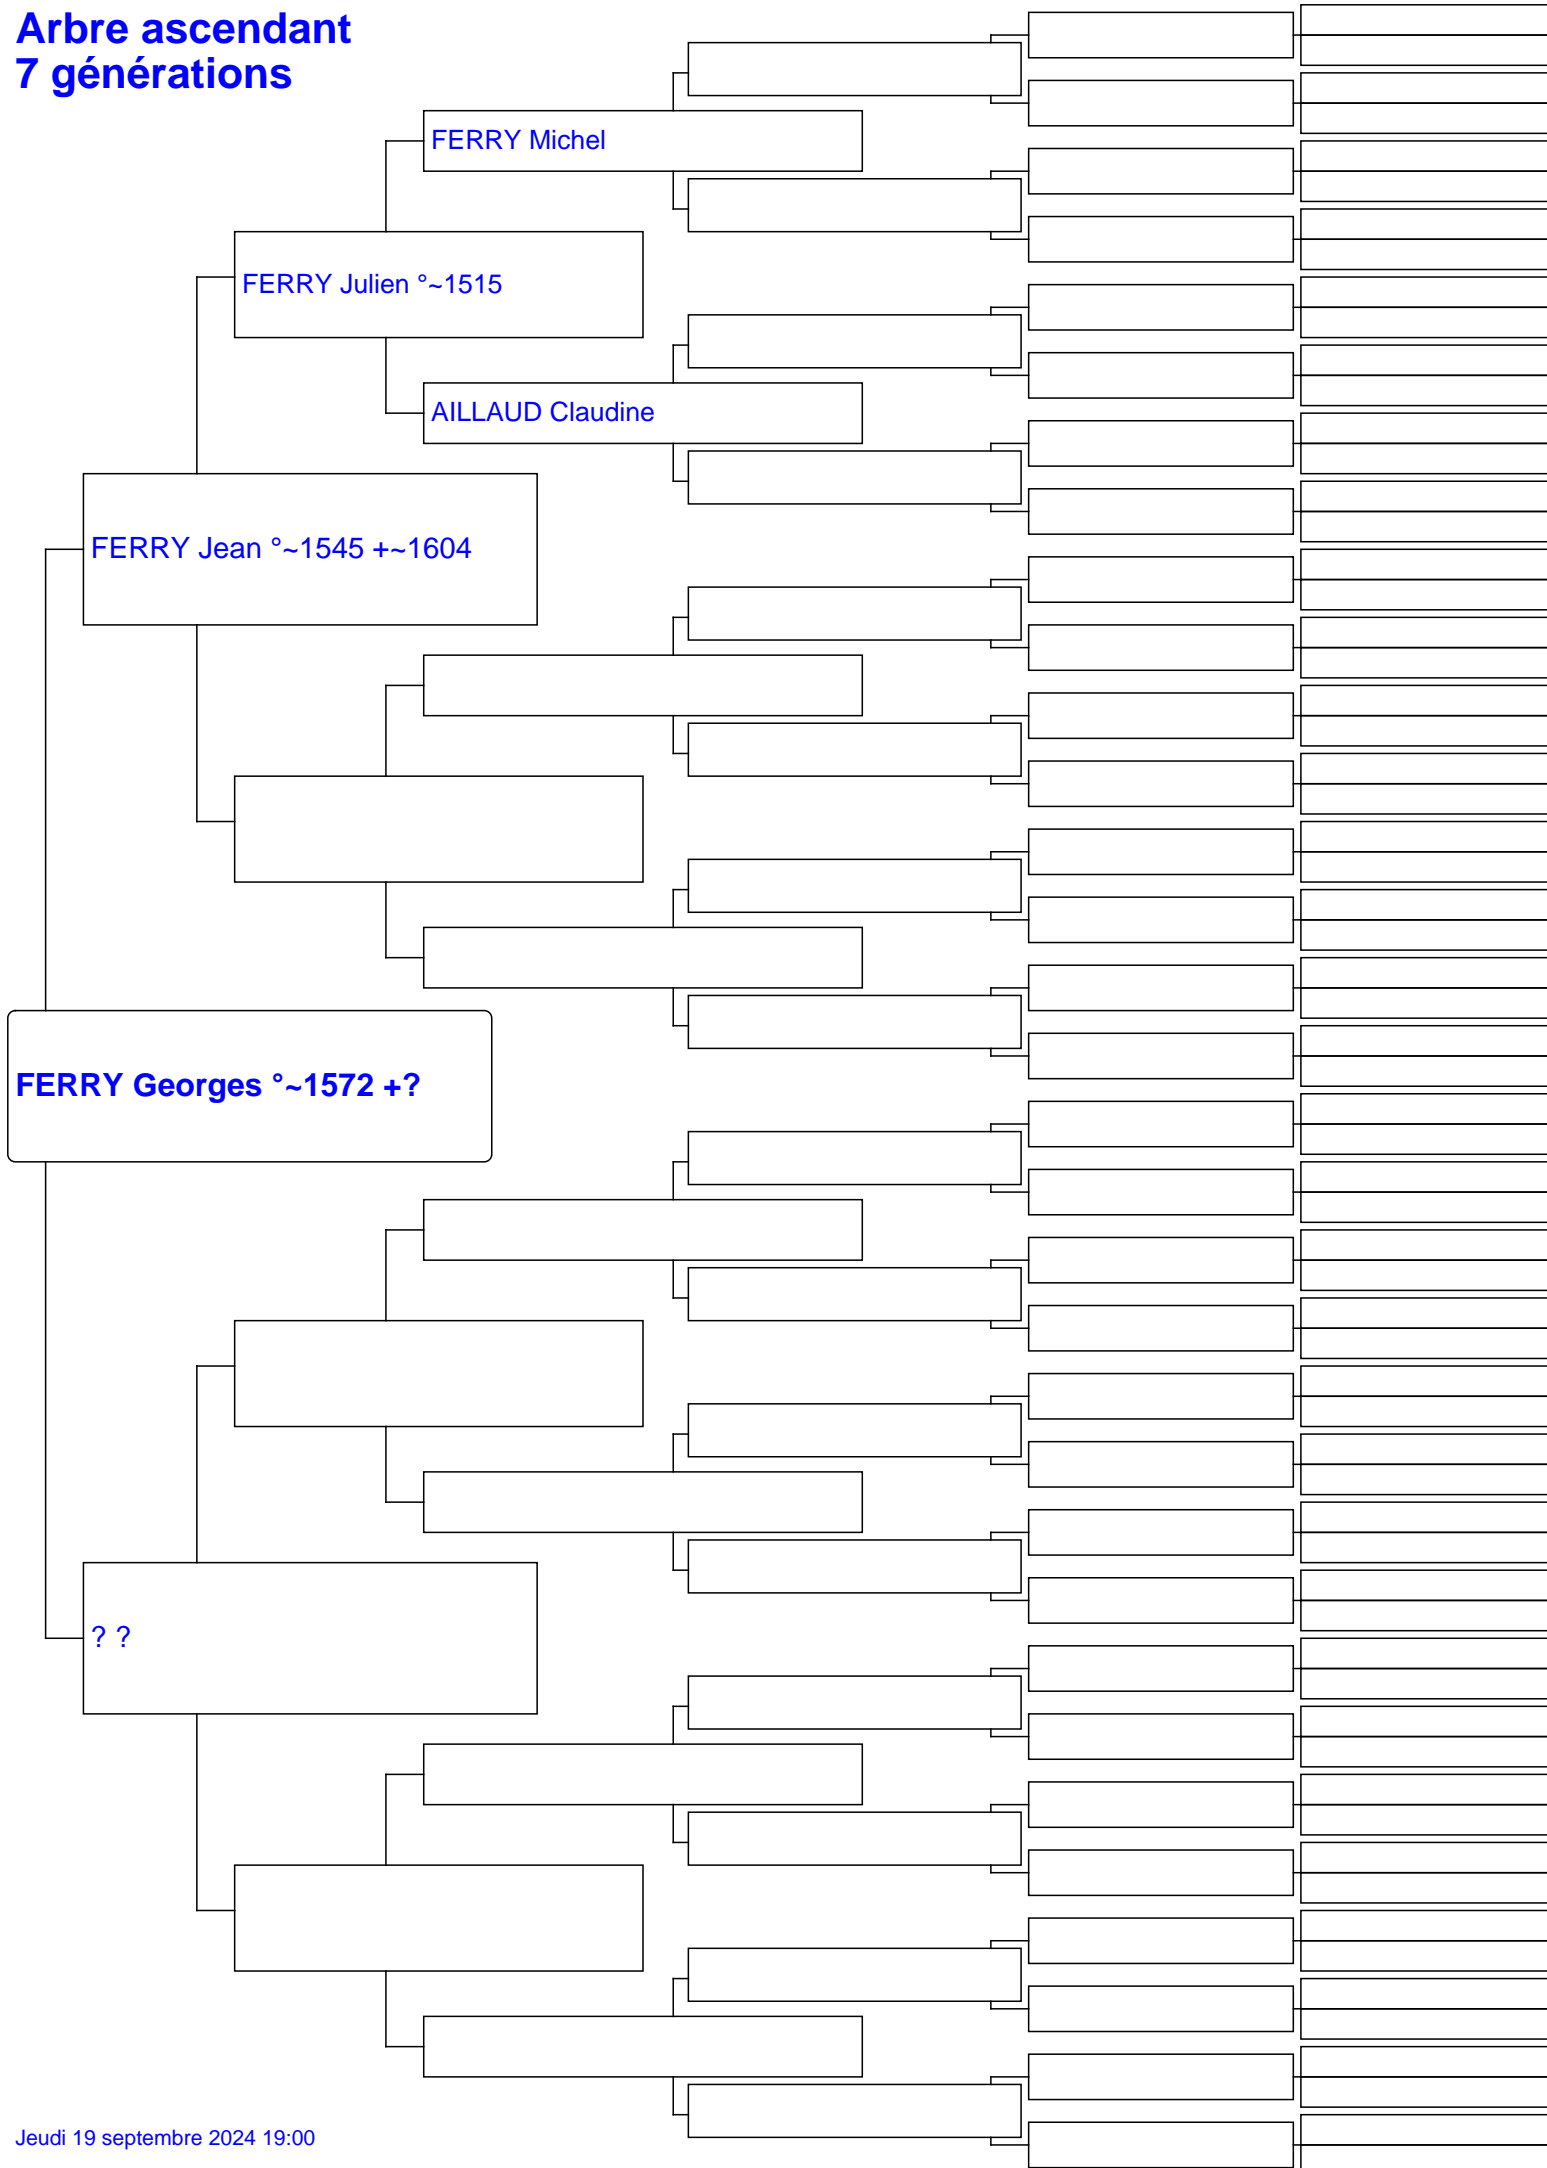 Arbre ascendant
7 générations
FERRY Michel
FERRY Julien °~1515
AILLAUD Claudine
FERRY Jean °~1545 +~1604
FERRY Georges °~1572 +?
? ?
Jeudi 19 septembre 2024 19:00